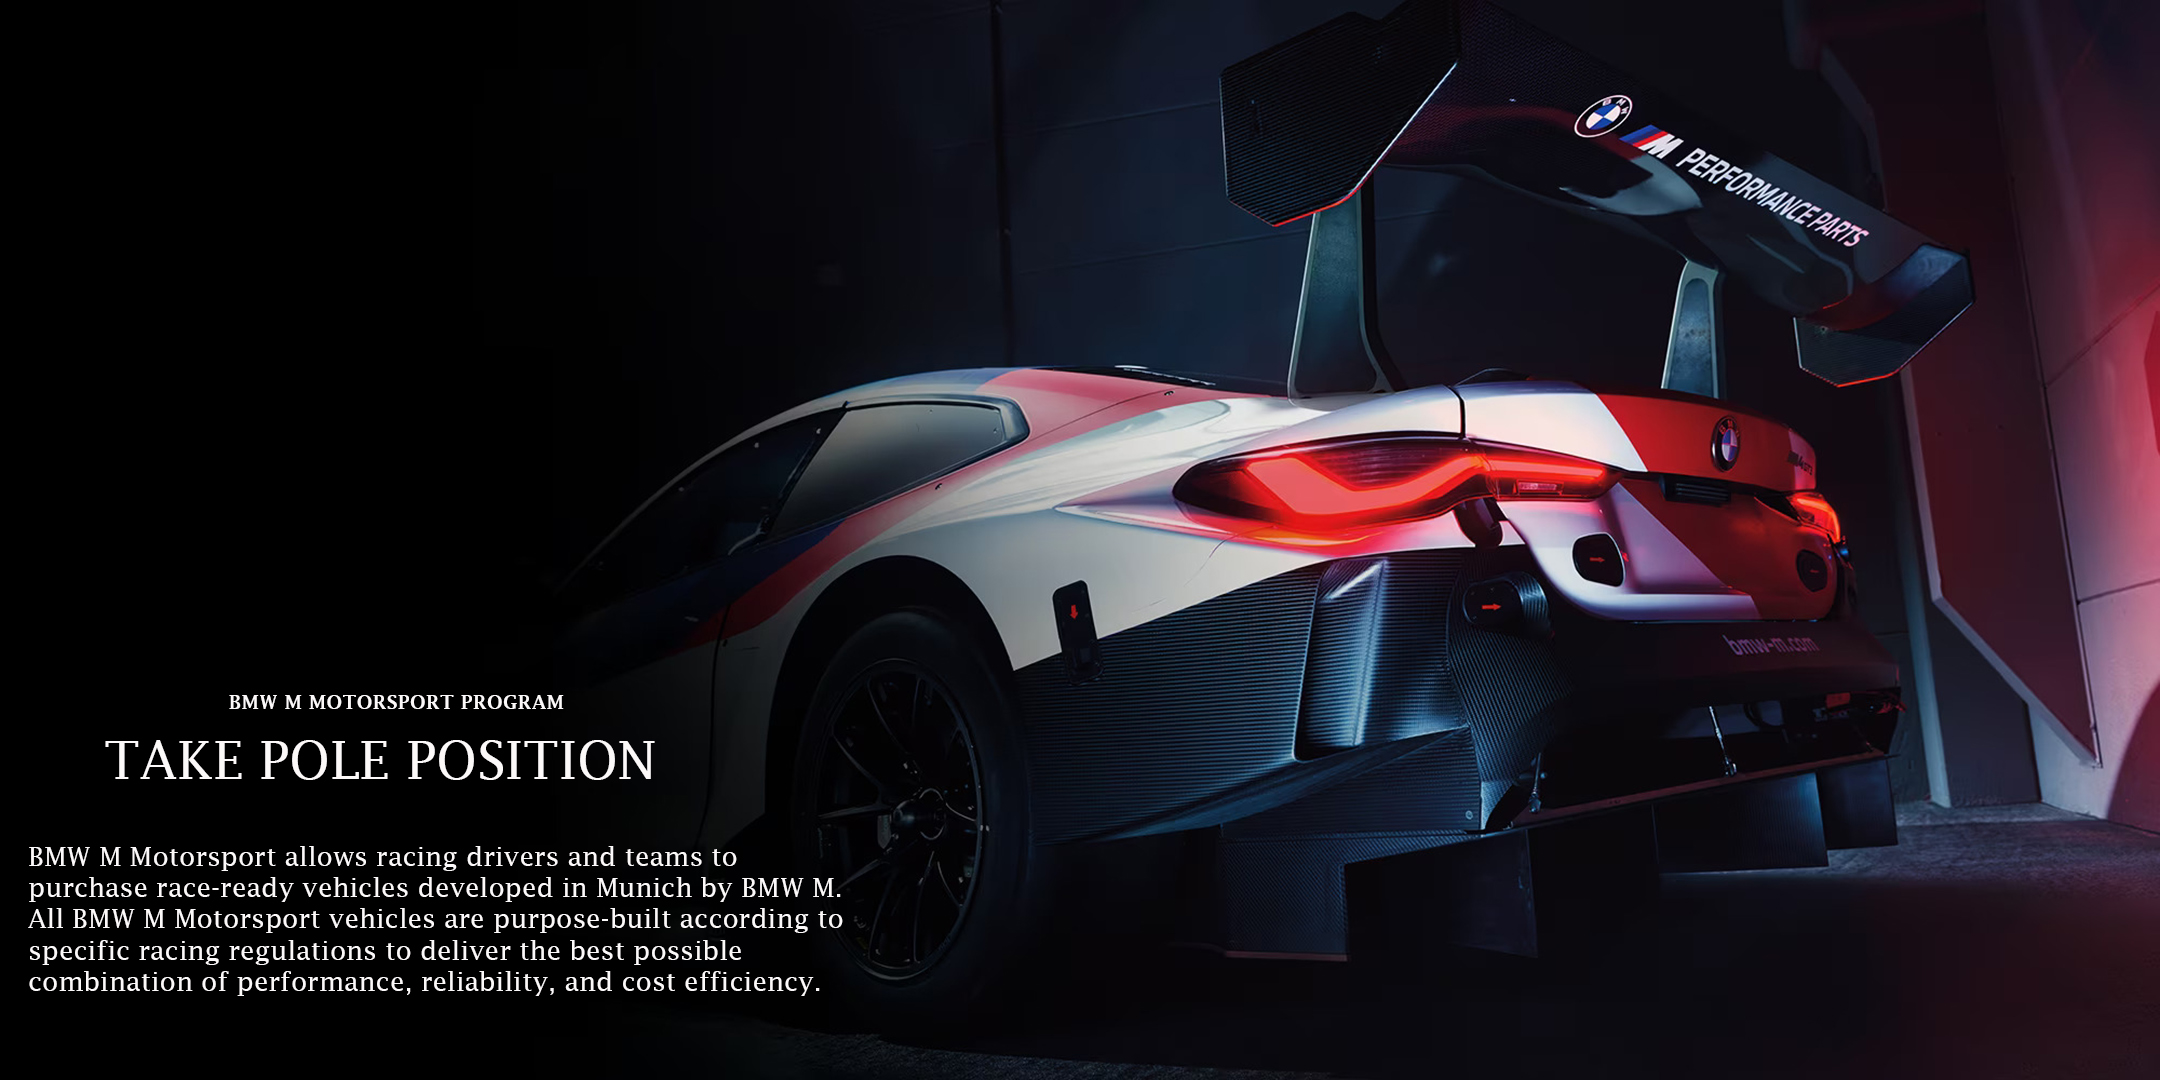 BMW
M PERFORMANCE PARTS
bmw-m.com
BMW M MOTORSPORT PROGRAM
TAKE POLE POSITION
BMW M Motorsport allows racing drivers and teams to
purchase race-ready vehicles developed in Munich by BMW M.
All BMW M Motorsport vehicles are purpose-built according to
specific racing regulations to deliver the best possible
combination of performance, reliability, and cost efficiency.